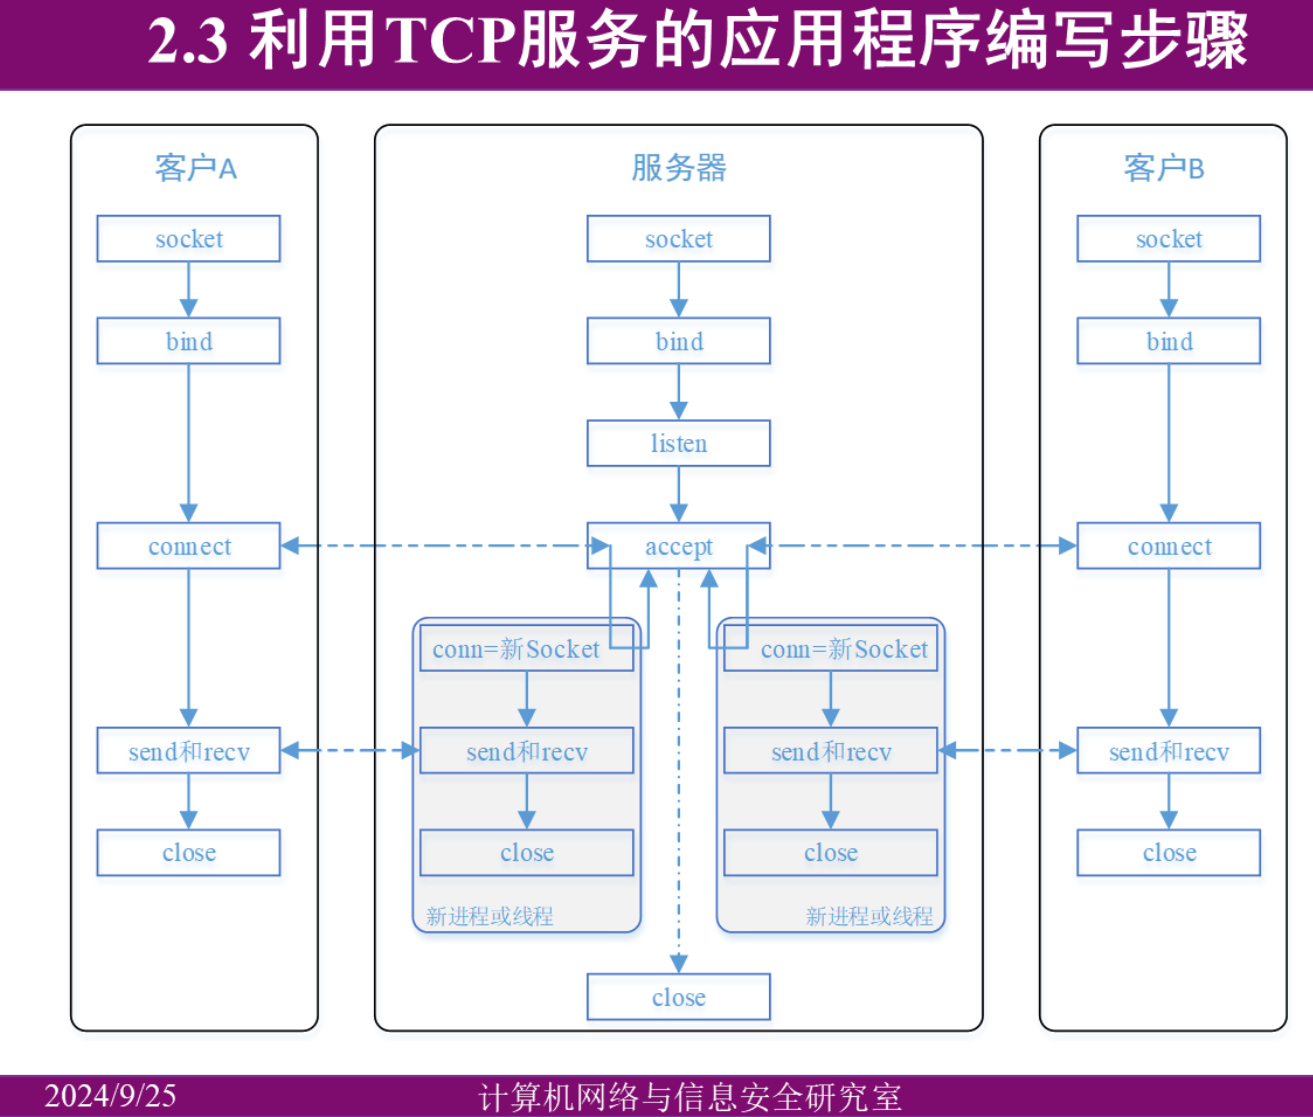 2.3 利用TCP服务的应用程序编写步骤
客户A
socket
bind
connect
send和recv
close
服务器
socket
bind
listen
accept
conn=新Socket
send和recv
close
新进程或线程
conn=新Socket
send和recv
close
新进程或线程
close
客户B
socket
bind
connect
send和recv
close
2024/9/25
计算机网络与信息安全研究室